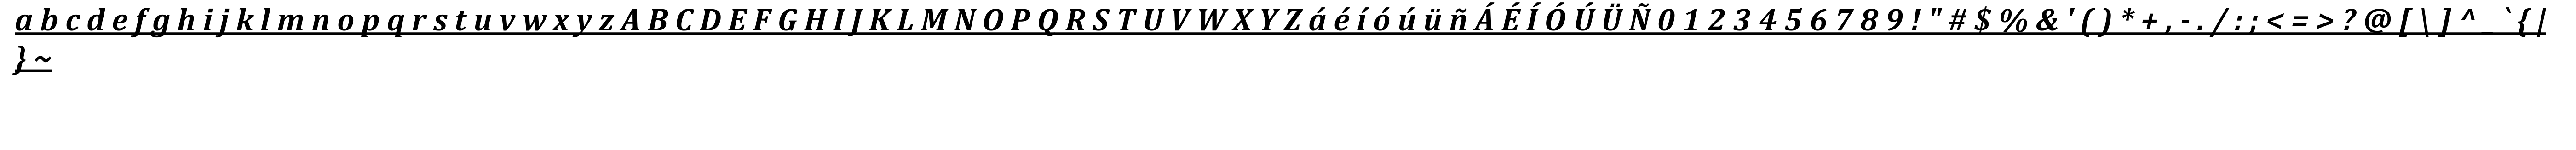 a b c d e f g h i j k l m n o p q r s t u v w x y z A B C D E F G H I J K L M N O P Q R S T U V W X Y Z á é í ó ú ü ñ Á É Í Ó Ú Ü Ñ 0 1 2 3 4 5 6 7 8 9 ! " # $ % & ' ( ) * + , - . / : ; < = > ? @ [ \ ] ^ _ ` { |
} ~